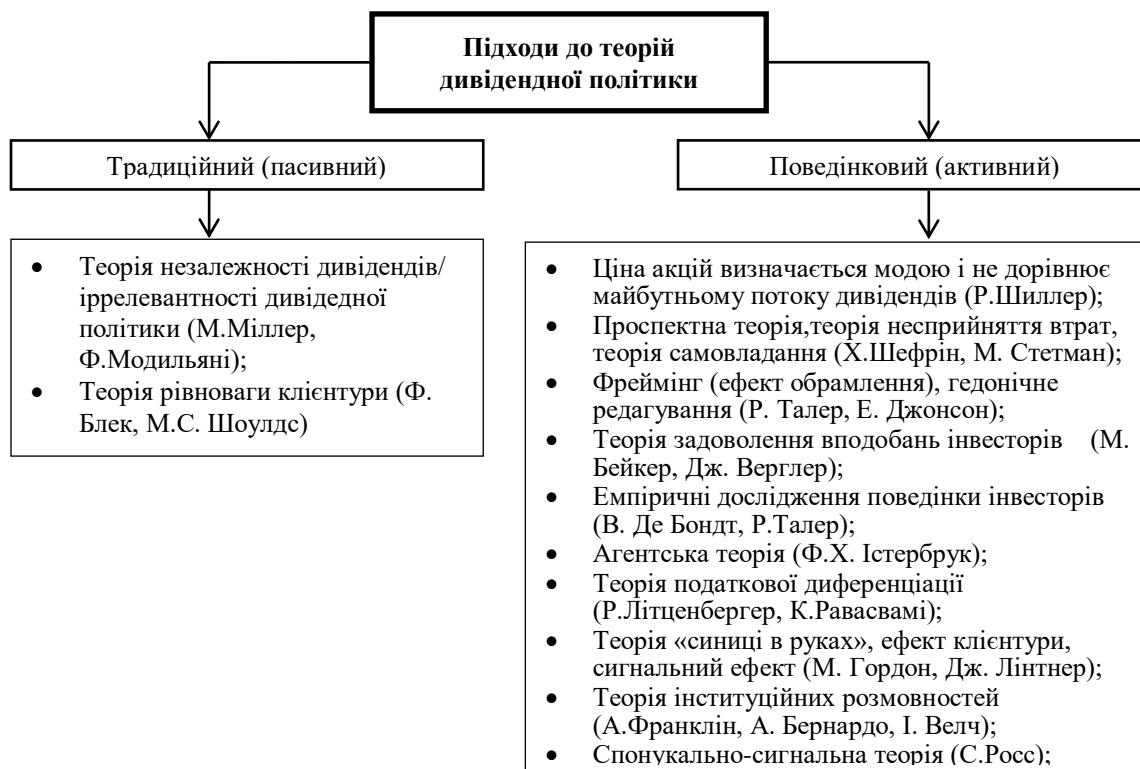 Підходи до теорій
дивідендної політики
Традиційний (пасивний)
Поведінковий (активний)
• Теорія незалежності дивідендів/
ірелевантності дивідедної
політики (М.Міллер,
Ф.Модильяні);
• Теорія рівноваги клієнтури (Ф.
Блек, М.С. Шоулдс)
• Ціна акцій визначається модою і не дорівнює
майбутньому потоку дивідендів (Р.Шиллер);
• Проспектна теорія,теорія несприйняття втрат,
теорія самовладання (Х.Шефрін, М. Стетман);
• Фреймінг (ефект обрамлення), гедонічне
редагування (Р. Талер, Е. Джонсон);
• Теорія задоволення вподобань інвесторів (М.
Бейкер, Дж. Верглер);
• Емпіричні дослідження поведінки інвесторів
(В. Де Бондт, Р.Талер);
• Агентська теорія (Ф.Х. Істербрук);
• Теорія податкової диференціації
(Р.Літценбергер, К.Равасвамі);
• Теорія «синиці в руках», ефект клієнтури,
сигнальний ефект (М. Гордон, Дж. Лінтнер);
• Теорія інституційних розмовностей
(А.Франклін, А. Бернардо, І. Велч);
• Спонукально-сигнальна теорія (С.Росс);